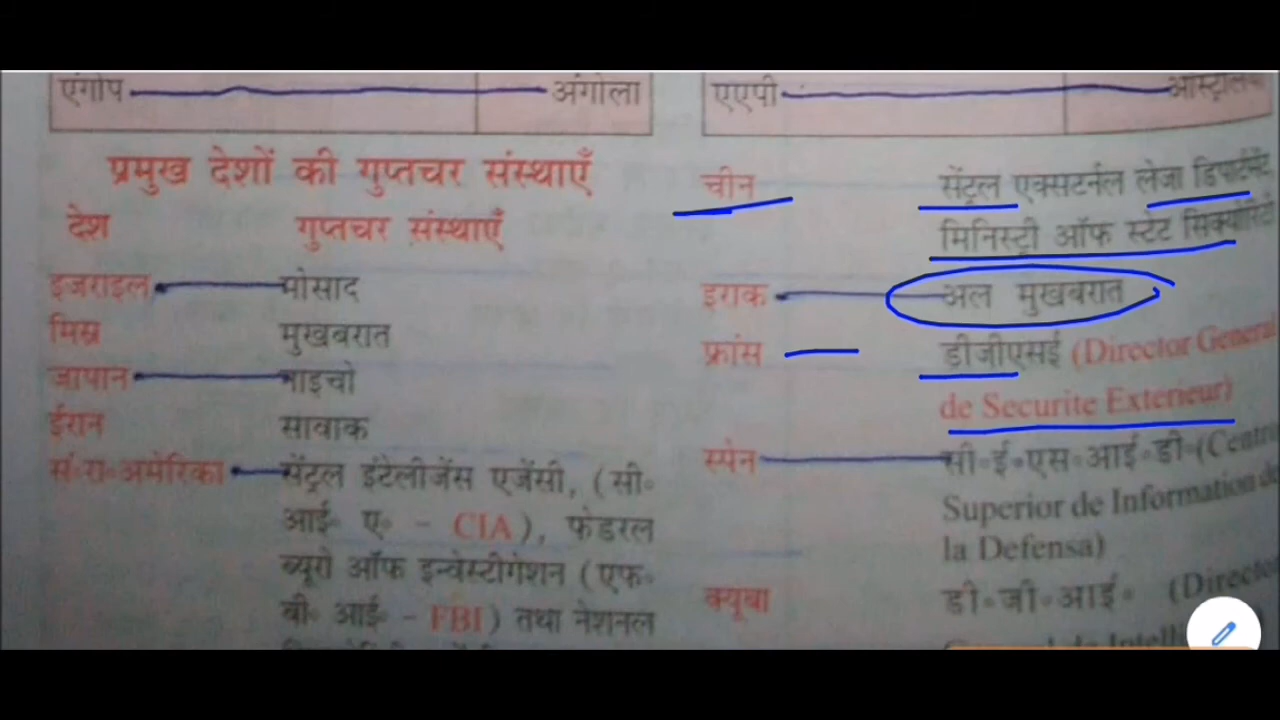 एंगोप अंगोला
एएपी
प्रमुख देशों की गुप्तचर संस्थाएँ
देश गुप्तचर संस्थाएँ
इजराइल मोसाद
मिस्र मुखबरात
जापान नाइचो
ईरान सावाक
सं॰रा॰अमेरिका सेंट्रल इंटेलीजेंस एजेंसी, (सी॰
आई॰ ए॰ - CIA), फेडरल
ब्यूरो ऑफ इन्वेस्टीगेशन (एफ॰
बी॰ आई॰ - FBI) तथा नेशनल
चीन सेंट्रल एक्सटर्नल लेजा डिपार्टमेंट
मिनिस्ट्री ऑफ स्टेट सिक्योरिटी
इराक अल मुखबरात
फ्रांस डीजीएसई (Director General
de Securite Exterieur)
स्पेन सी॰ई॰एस॰आई॰डी॰(Centro
Superior de Information de
la Defensa)
क्यूबा डी॰जी॰आई॰ (Director